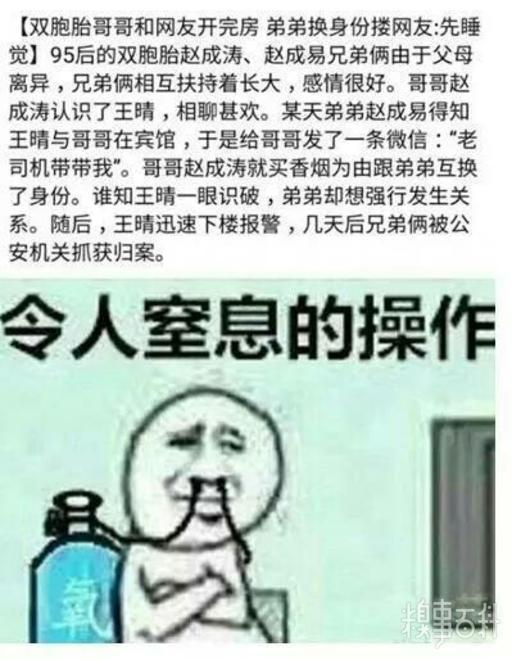 【双胞胎哥哥和网友开完房 弟弟换身份搂网友:先睡
觉】95后的双胞胎赵成涛、赵成易兄弟俩由于父母
离异，兄弟俩相互扶持着长大，感情很好。哥哥赵
成涛认识了王晴，相聊甚欢。某天弟弟赵成易得知
王晴与哥哥在宾馆，于是给哥哥发了一条微信：“老
司机带带我”。哥哥赵成涛就买香烟为由跟弟弟互换
了身份。谁知王晴一眼识破，弟弟却想强行发生关
系。随后，王晴迅速下楼报警，几天后兄弟俩被公
安机关抓获归案。
令人窒息的操作
氧
糗事百科